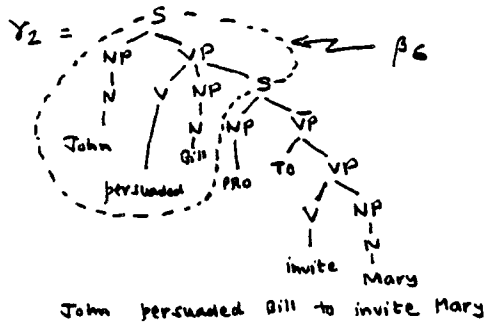 γ2 = S
β6
NP VP
N V NP S
John N NP V̄P
persuaded Bill PRO TO VP
V NP
invite N
Mary
John persuaded Bill to invite Mary